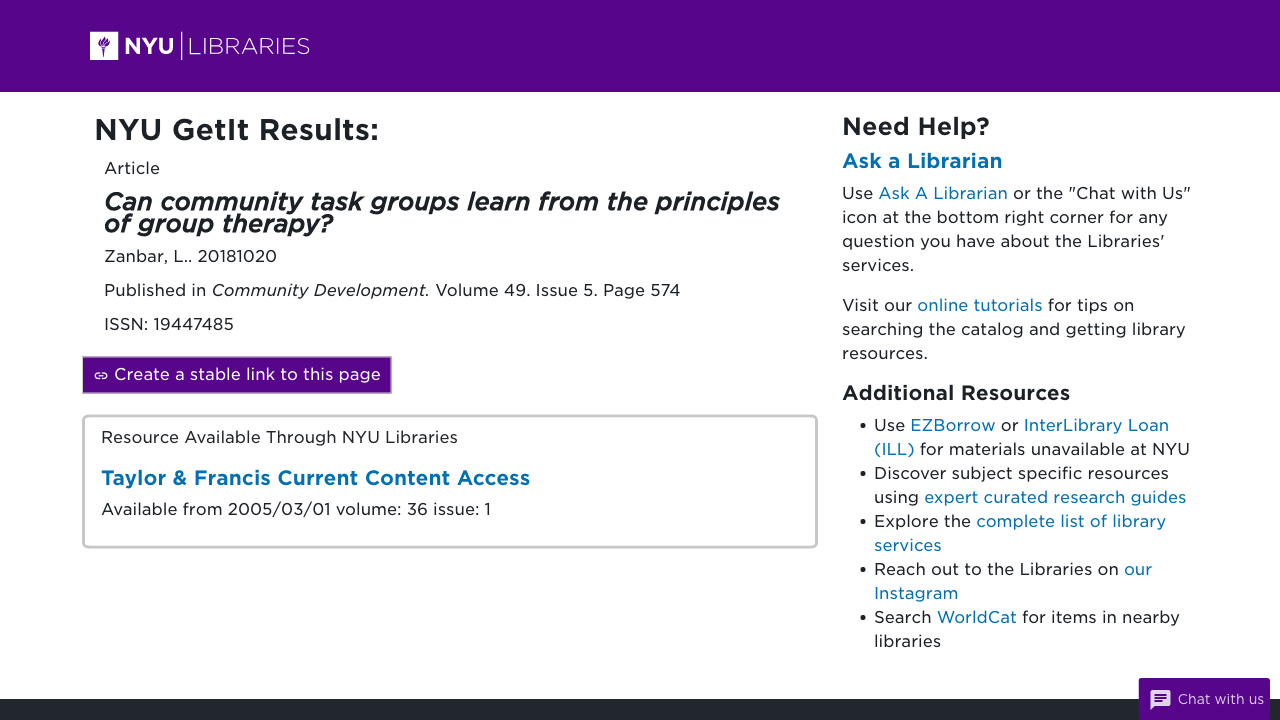 NYU LIBRARIES
NYU GetIt Results:
Article
Can community task groups learn from the principles
of group therapy?
Zanbar, L.. 20181020
Published in Community Development. Volume 49. Issue 5. Page 574
ISSN: 19447485
Create a stable link to this page
Resource Available Through NYU Libraries
Taylor & Francis Current Content Access
Available from 2005/03/01 volume: 36 issue: 1
Need Help?
Ask a Librarian
Use Ask A Librarian or the "Chat with Us"
icon at the bottom right corner for any
question you have about the Libraries'
services.
Visit our online tutorials for tips on
searching the catalog and getting library
resources.
Additional Resources
• Use EZBorrow or InterLibrary Loan
(ILL) for materials unavailable at NYU
• Discover subject specific resources
using expert curated research guides
• Explore the complete list of library
services
• Reach out to the Libraries on our
Instagram
• Search WorldCat for items in nearby
libraries
Chat with us